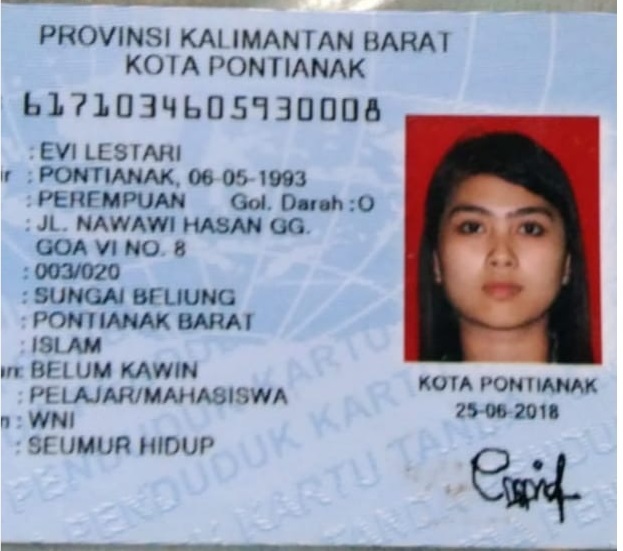 PROVINSI KALIMANTAN BARAT
KOTA PONTIANAK
6171034605930008
: EVI LESTARI
ir : PONTIANAK, 06-05-1993
: PEREMPUAN Gol. Darah : O
: JL. NAWAWI HASAN GG.
GOA VI NO. 8
: 003/020
: SUNGAI BELIUNG
: PONTIANAK BARAT
: ISLAM
an: BELUM KAWIN
: PELAJAR/MAHASISWA
n : WNI
: SEUMUR HIDUP
KOTA PONTIANAK
25-06-2018